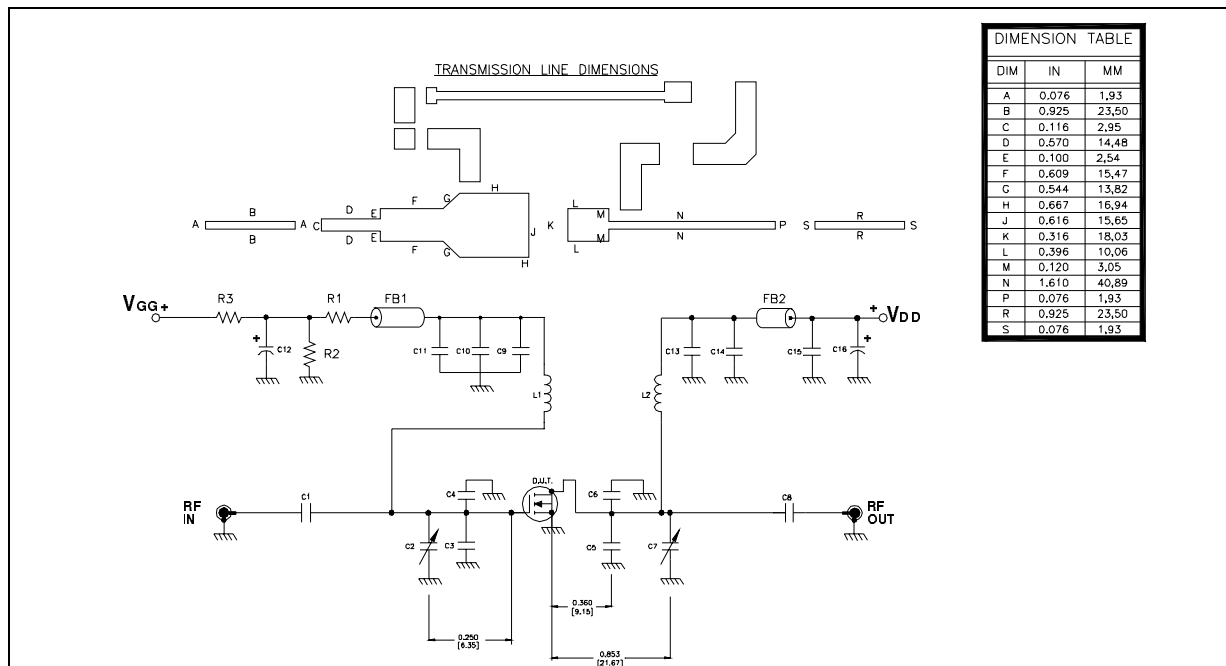 TRANSMISSION LINE DIMENSIONS
DIMENSION TABLE
DIM IN MM
A 0.076 1,93
B 0.925 23,50
C 0.116 2,95
D 0.570 14,48
E 0.100 2,54
F 0.609 15,47
G 0.544 13,82
H 0.667 16,94
J 0.616 15,65
K 0.316 18,03
L 0.396 10,06
M 0.120 3,05
N 1.610 40,89
P 0.076 1,93
R 0.925 23,50
S 0.076 1,93
H
F G L
B D E M N R
A A C J K P S S
B D E M N R
F G L
H
VGG+ R3 R1 FB1 FB2 + VDD
+ C12 R2 C11 C10 C9 C13 C14 C15 C16 +
L1 L2
D.U.T.
C4 C6
RF IN C1 C8 RF OUT
C2 C3 C5 C7
0.360
[9.15]
0.250
[6.35]
0.853
[21.67]